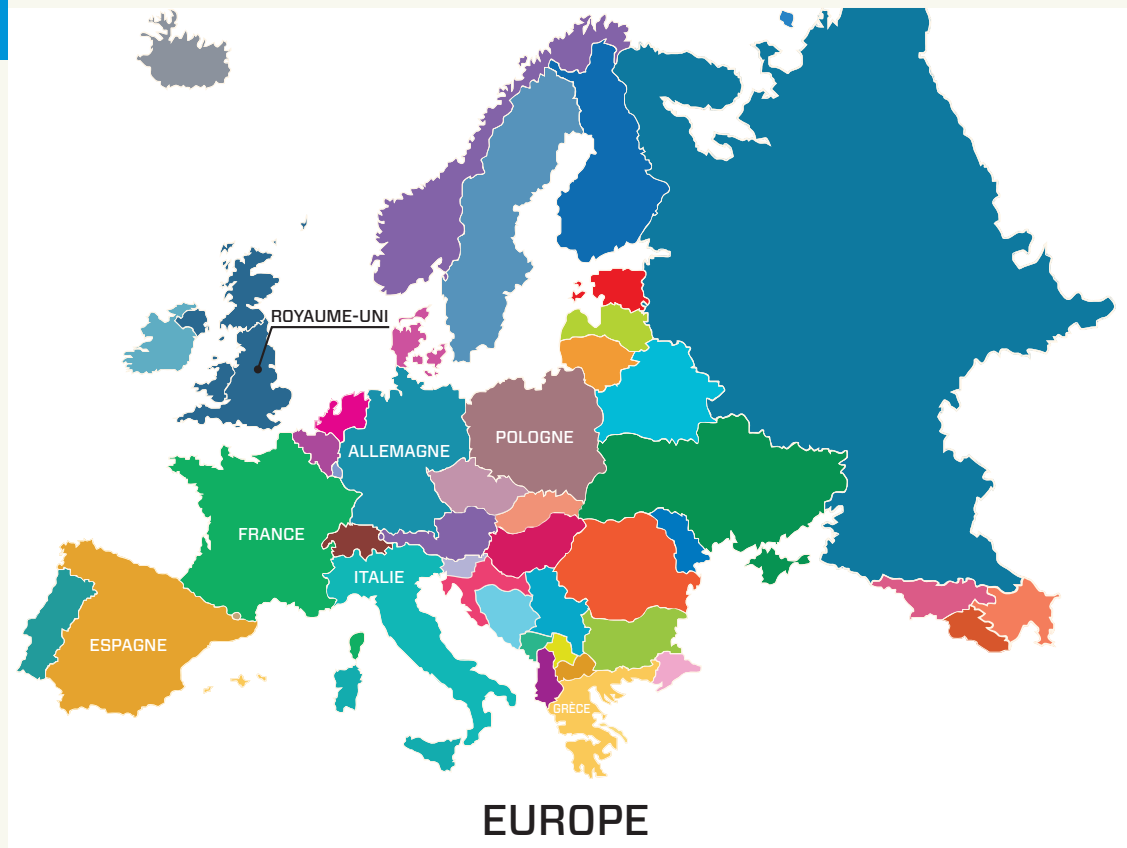 ROYAUME-UNI
POLOGNE
ALLEMAGNE
FRANCE
ITALIE
ESPAGNE
GRÈCE
EUROPE